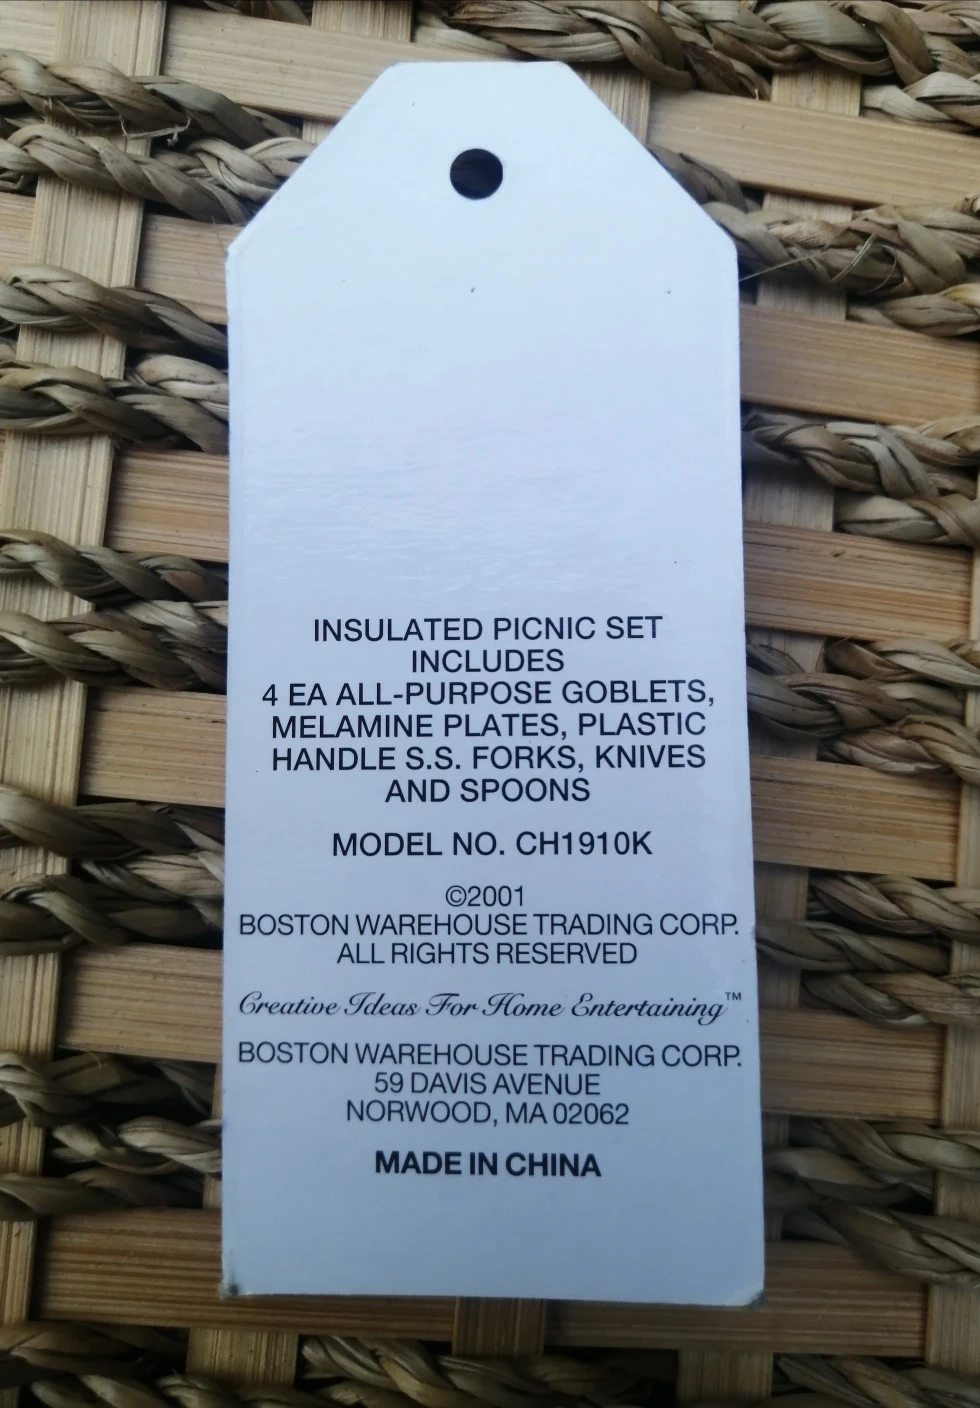 INSULATED PICNIC SET
INCLUDES
4 EA ALL-PURPOSE GOBLETS,
MELAMINE PLATES, PLASTIC
HANDLE S.S. FORKS, KNIVES
AND SPOONS
MODEL NO. CH1910K
©2001
BOSTON WAREHOUSE TRADING CORP.
ALL RIGHTS RESERVED
Creative Ideas For Home Entertaining™
BOSTON WAREHOUSE TRADING CORP.
59 DAVIS AVENUE
NORWOOD, MA 02062
MADE IN CHINA